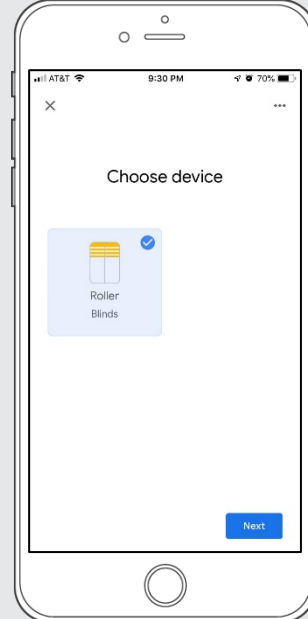 AT&T 9:30 PM 70%
Choose device
Roller
Blinds
Next